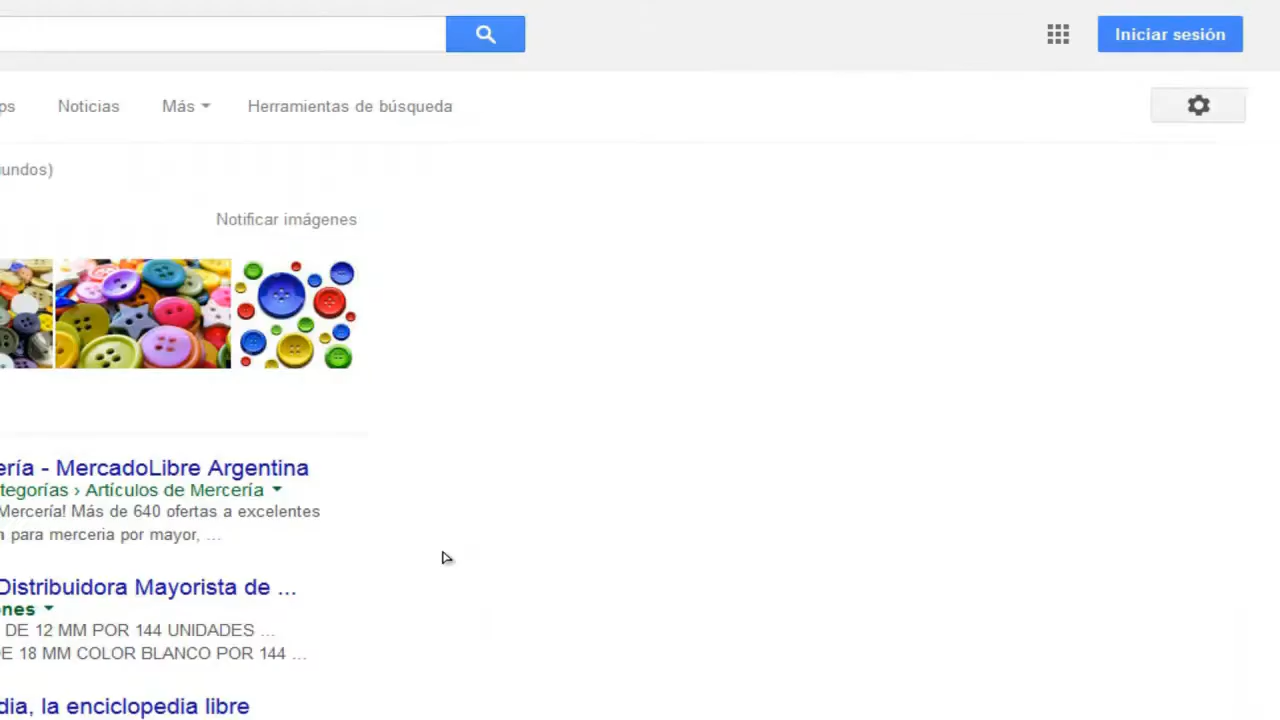 Iniciar sesión
ps Noticias Más Herramientas de búsqueda
undos)
Notificar imágenes
ería - MercadoLibre Argentina
tegorías › Artículos de Mercería
Mercería! Más de 640 ofertas a excelentes
n para merceria por mayor, ...
Distribuidora Mayorista de ...
nes
DE 12 MM POR 144 UNIDADES ...
E 18 MM COLOR BLANCO POR 144 ...
dia, la enciclopedia libre